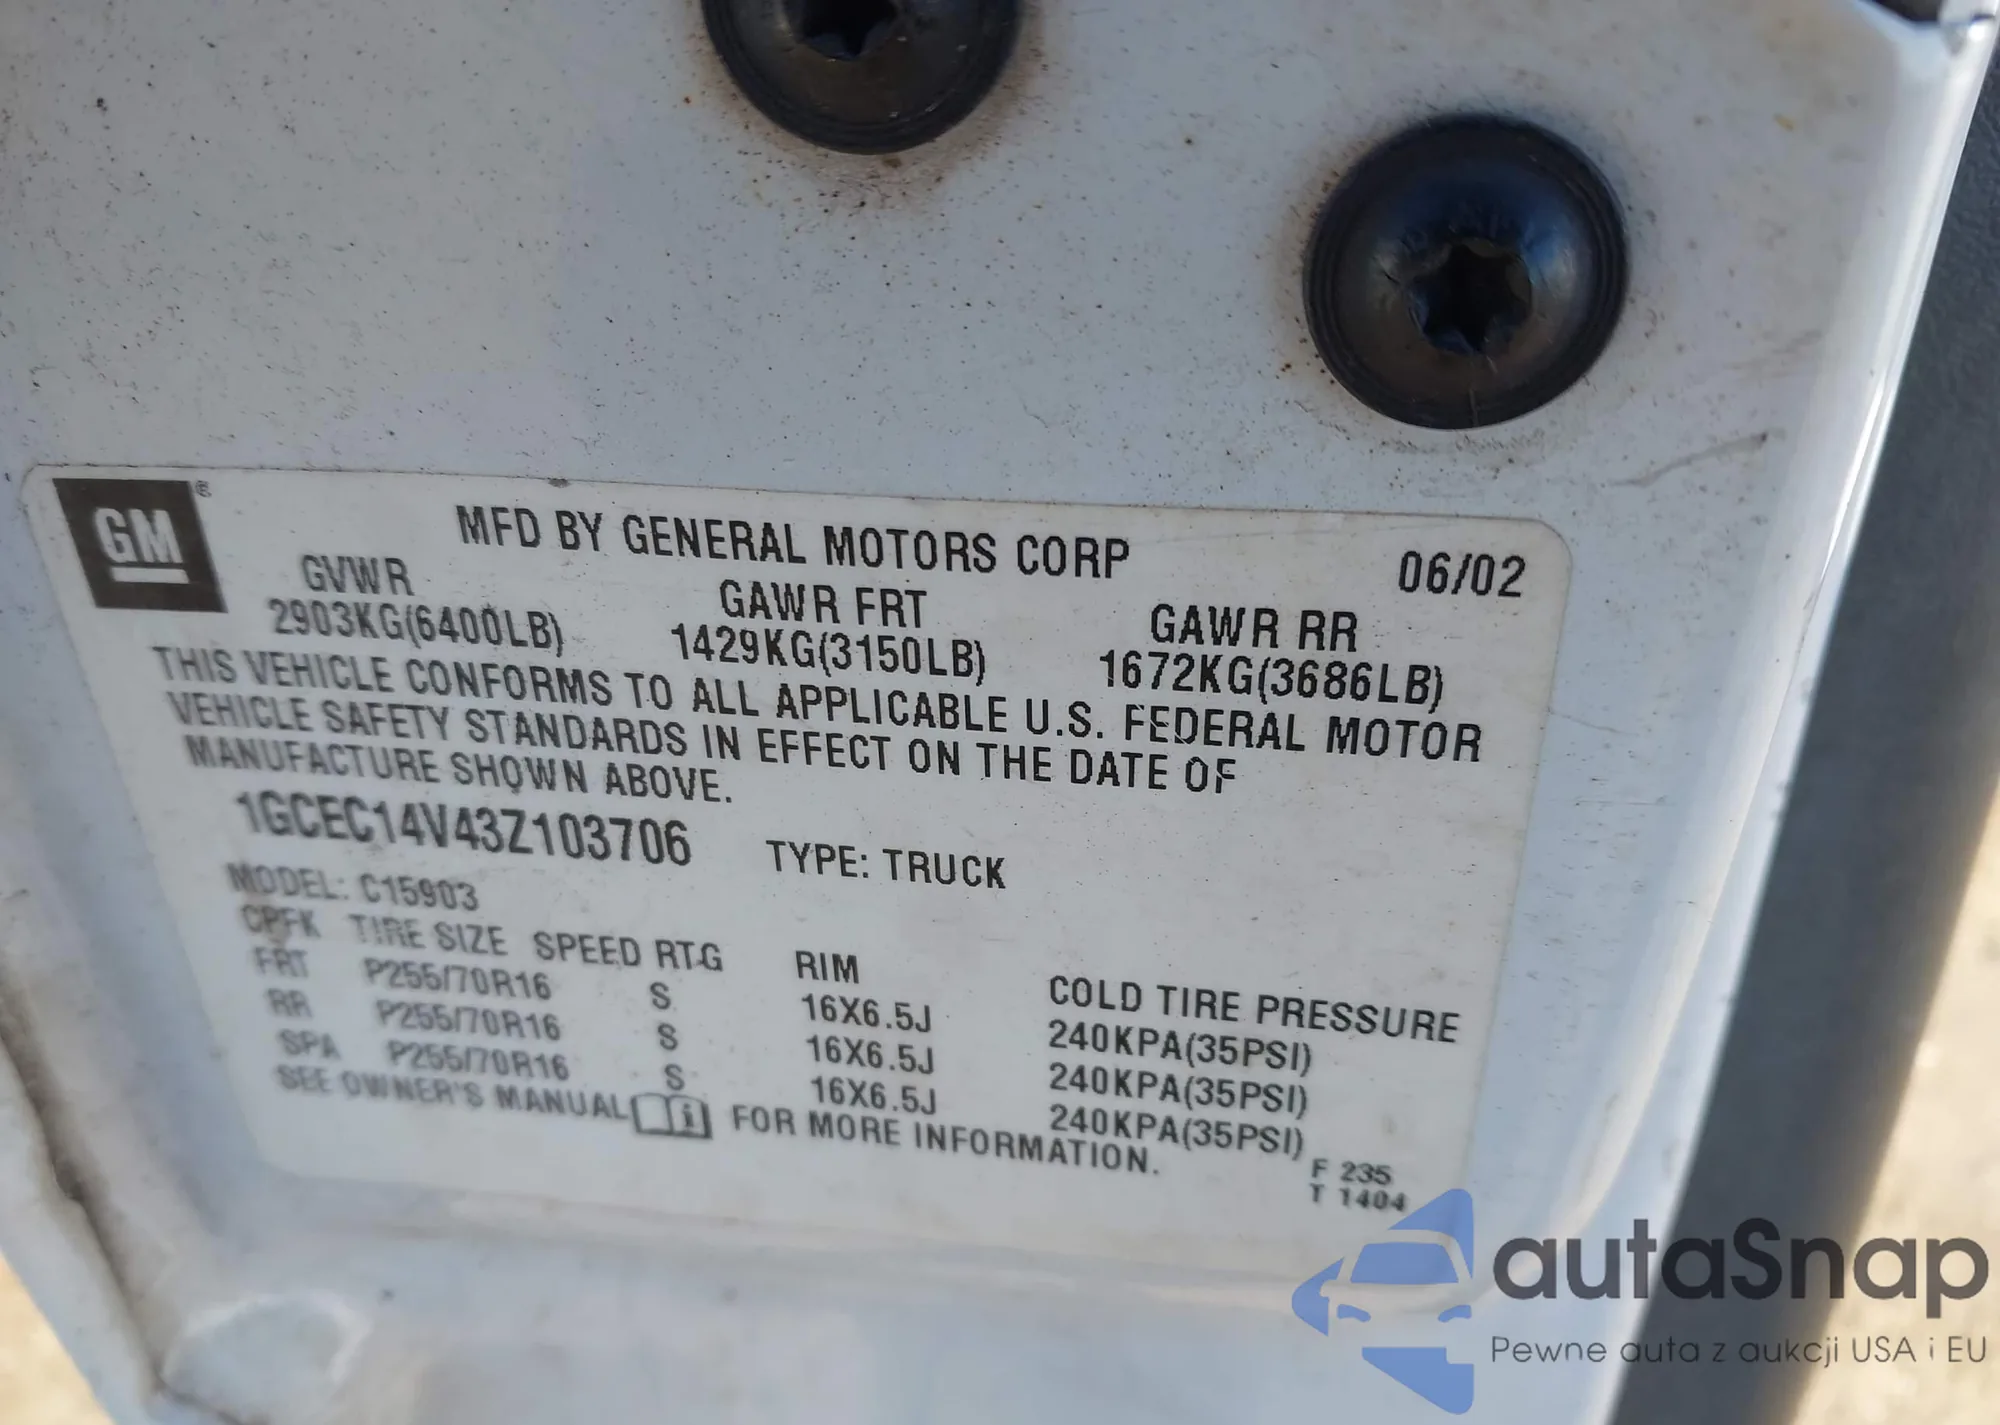 GM
MFD BY GENERAL MOTORS CORP 06/02
GVWR GAWR FRT GAWR RR
2903KG(6400LB) 1429KG(3150LB) 1672KG(3686LB)
THIS VEHICLE CONFORMS TO ALL APPLICABLE U.S. FEDERAL MOTOR
VEHICLE SAFETY STANDARDS IN EFFECT ON THE DATE OF
MANUFACTURE SHOWN ABOVE.
1GCEC14V43Z103706 TYPE: TRUCK
MODEL: C15903
TIRE SIZE SPEED RTG RIM COLD TIRE PRESSURE
FRT P255/70R16 S 16X6.5J 240KPA(35PSI)
RR P255/70R16 S 16X6.5J 240KPA(35PSI)
SPA P255/70R16 S 16X6.5J 240KPA(35PSI)
SEE OWNER'S MANUAL FOR MORE INFORMATION.
F 235
T 1404
autaSnap
Pewne auta z aukcji USA i EU